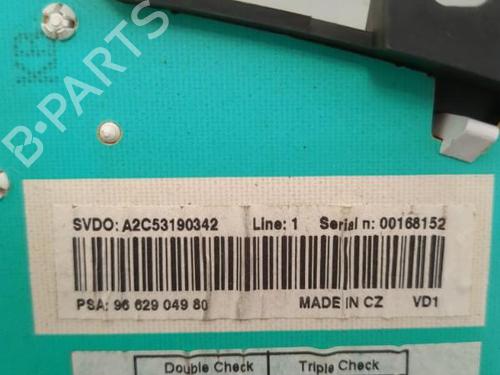 KB
B-PARTS
SVDO: A2C53190342 Line: 1 Serial n: 00168152
PSA: 96 629 049 80 MADE IN CZ VD1
Double Check Triple Check